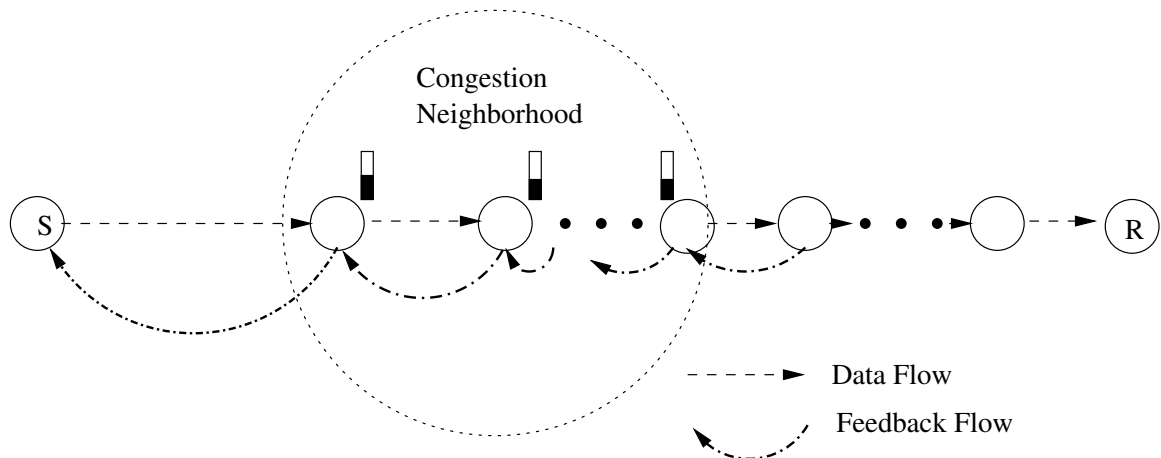 Congestion
Neighborhood
S
R
Data Flow
Feedback Flow